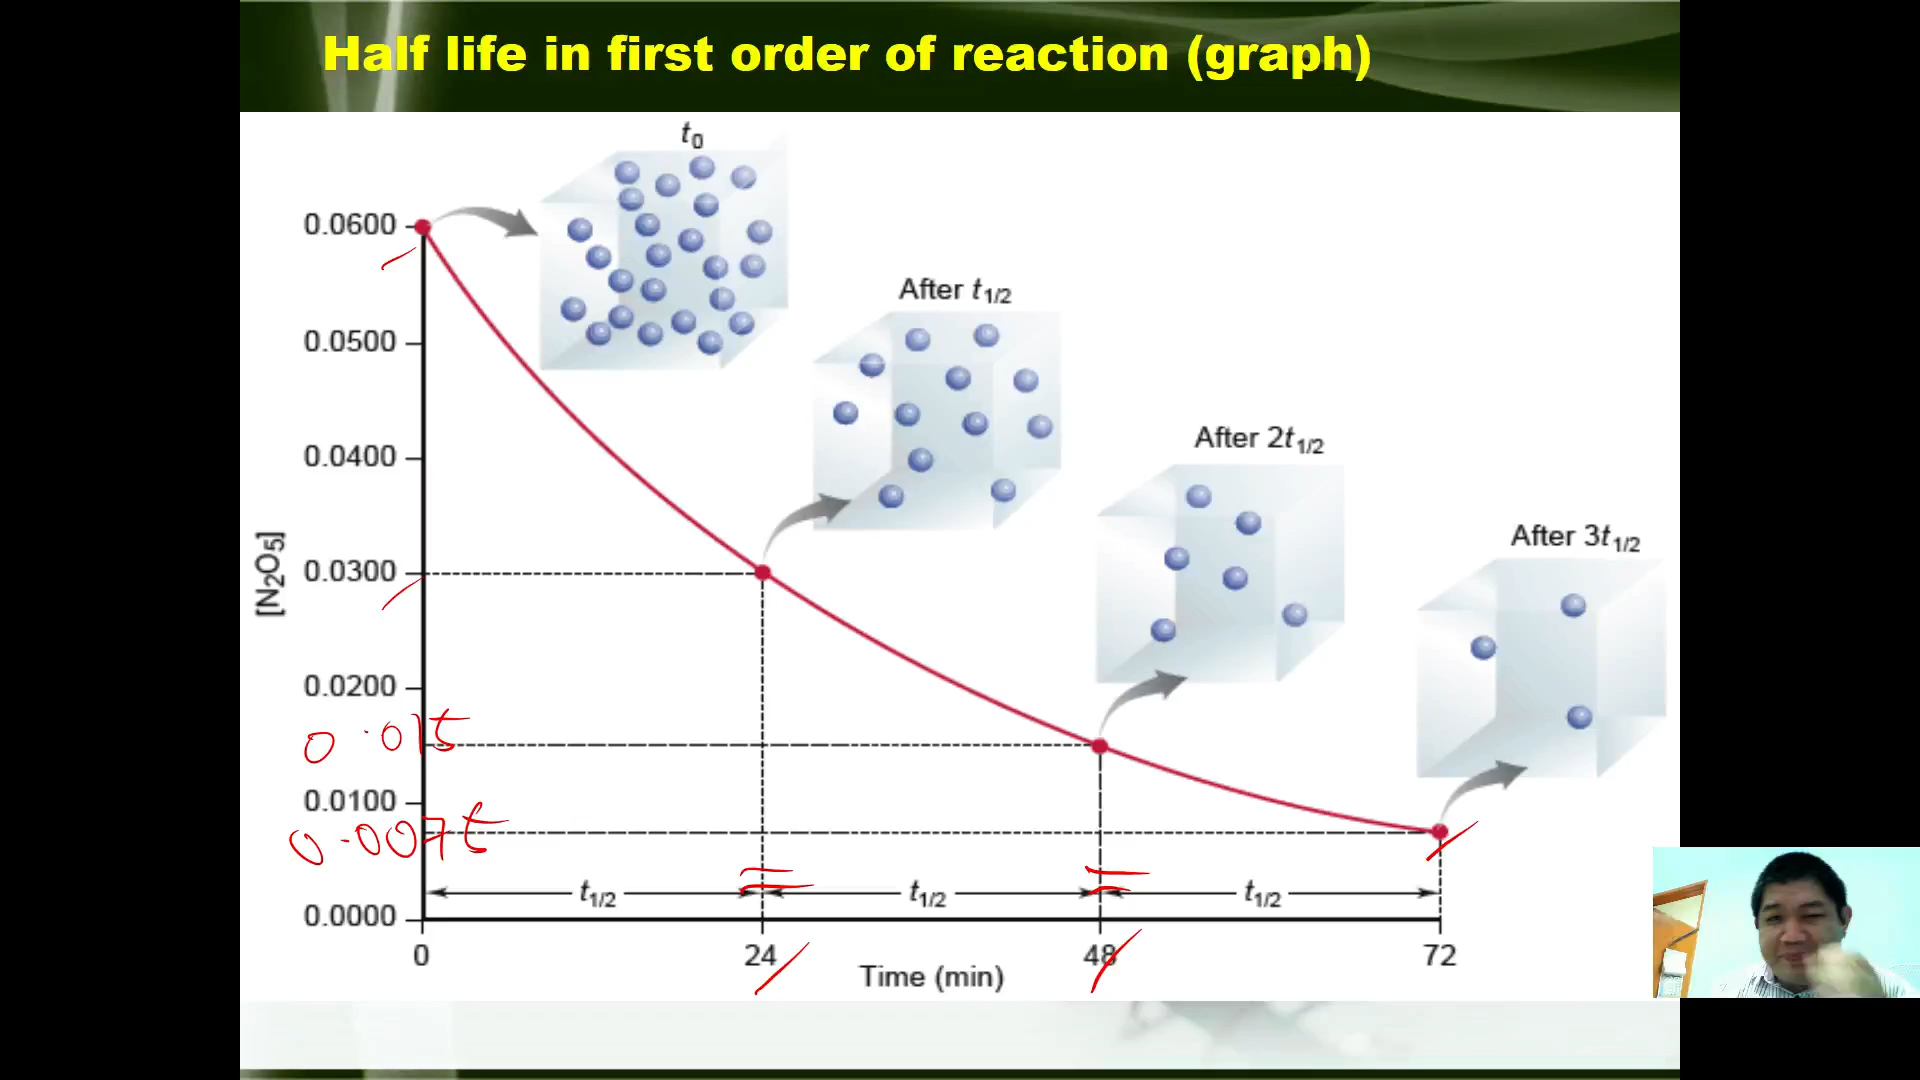 Half life in first order of reaction (graph)
t0
0.0600
After t1/2
0.0500
After 2t1/2
0.0400
After 3t1/2
[N2O5]
0.0300
0.0200
0.015
0.0100
0.0075
t1/2 t1/2 t1/2
0.0000
0 24 48 72
Time (min)